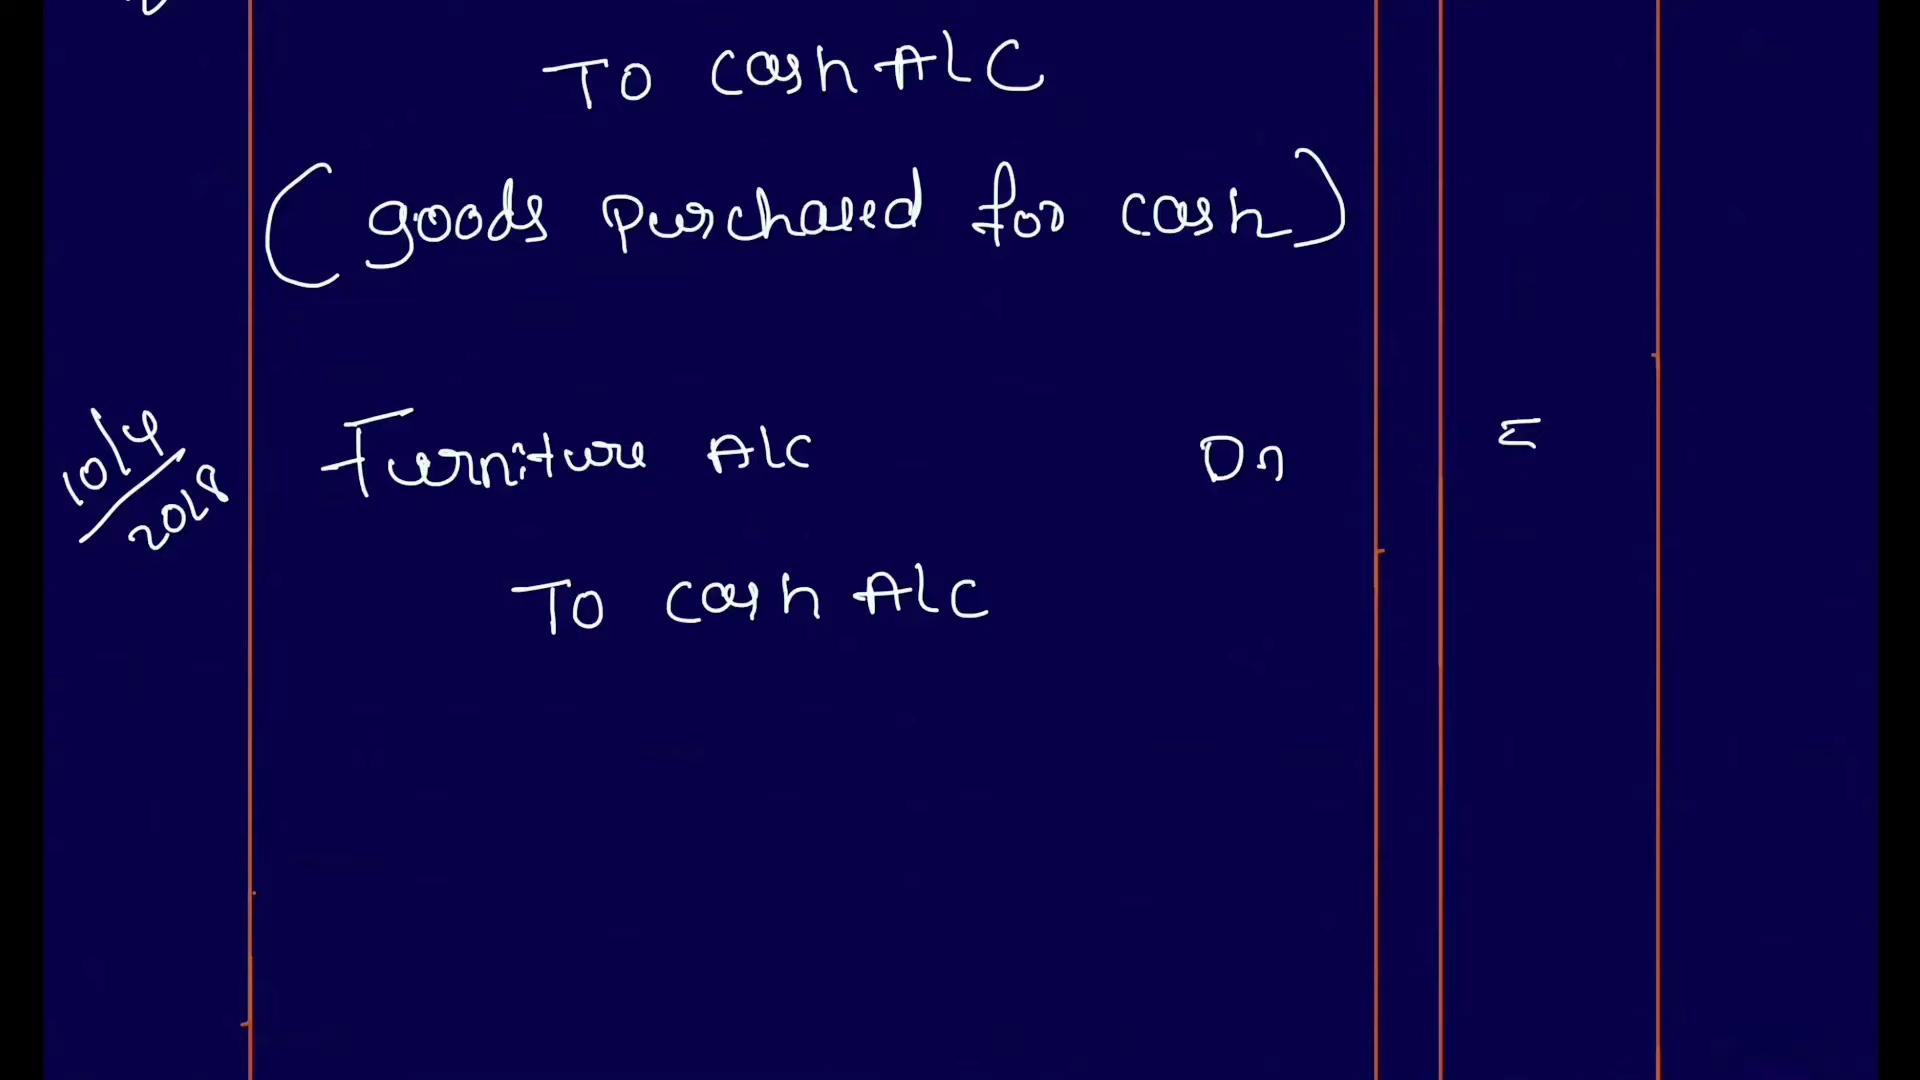 To cash A/C
(goods purchased for cash)
10/4/2018 Furniture A/C Dr
To cash A/C